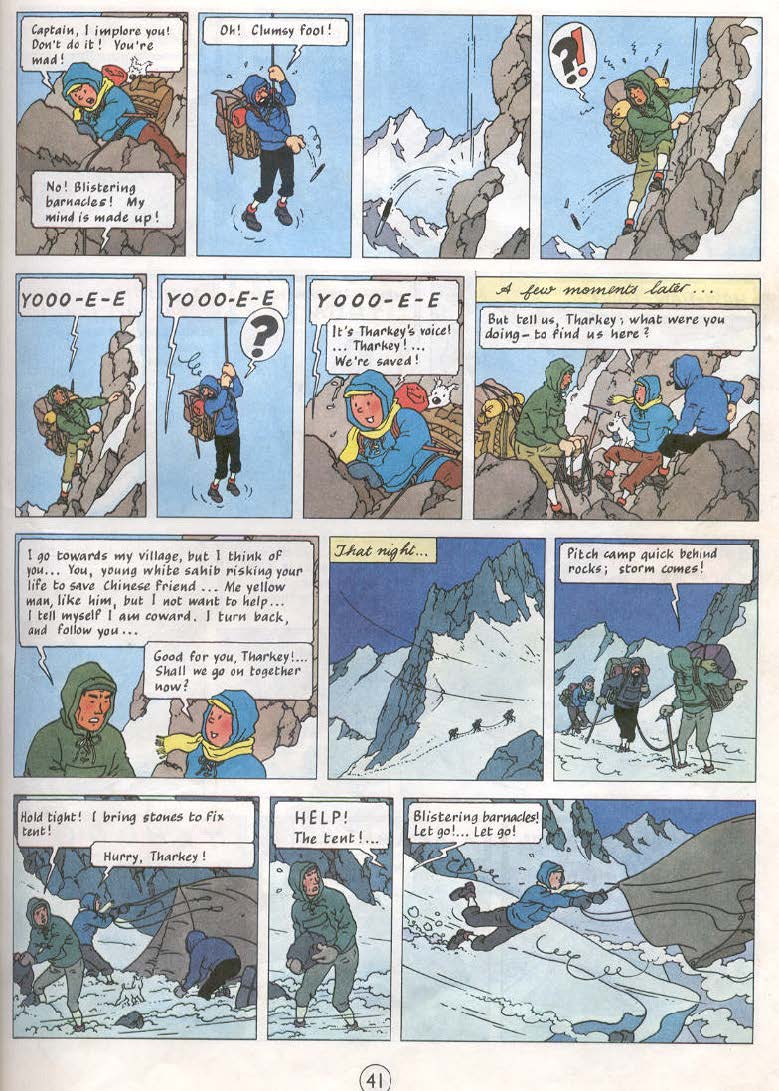 Captain, I implore you!
Don't do it! You're
mad!
No! Blistering
barnacles! My
mind is made up!
Oh! Clumsy fool!
?!
YOOO-E-E
YOOO-E-E
?
YOOO-E-E
It's Tharkey's voice!
... Tharkey!...
We're saved!
A few moments later...
But tell us, Tharkey; what were you
doing - to find us here?
I go towards my village, but I think of
you... You, young white sahib risking your
life to save Chinese friend... Me yellow
man, like him, but I not want to help...
I tell myself I am coward. I turn back,
and follow you...
Good for you, Tharkey!...
Shall we go on together
now?
That night...
Pitch camp quick behind
rocks; storm comes!
Hold tight! I bring stones to fix
tent!
Hurry, Tharkey!
HELP!
The tent!...
Blistering barnacles!
Let go!... Let go!
41